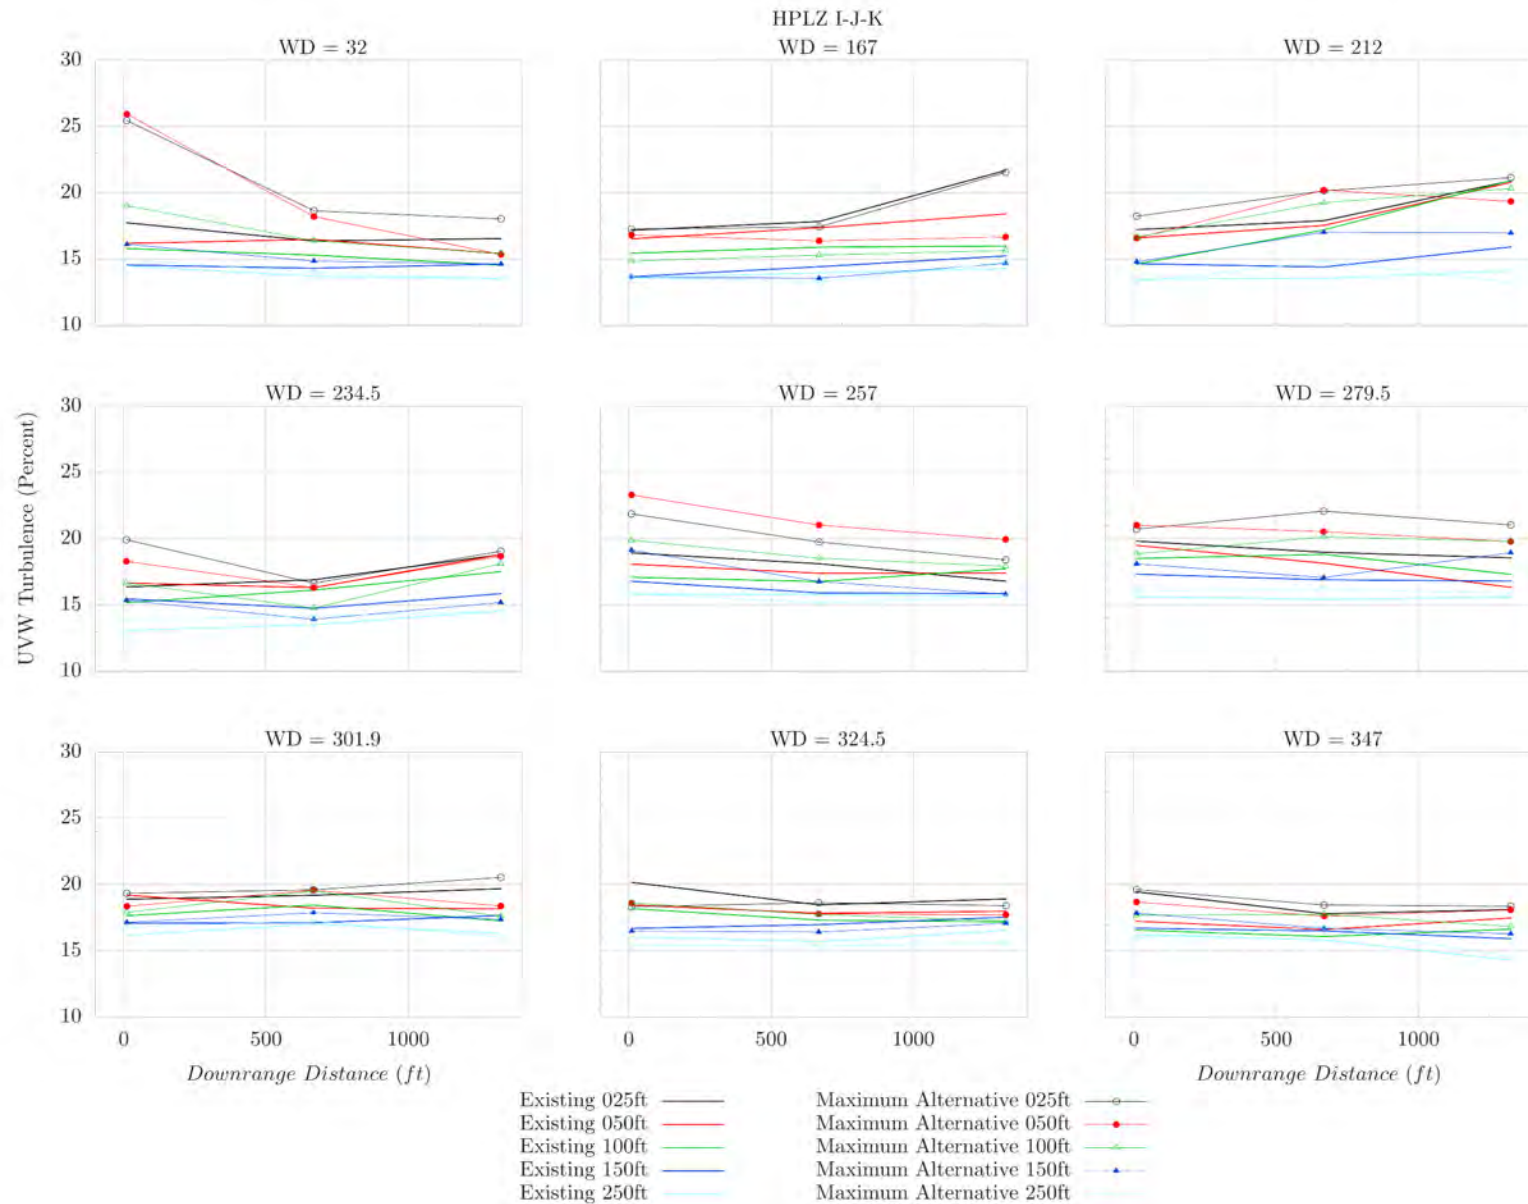 HPLZ I-J-K
WD = 32
WD = 167
WD = 212
30
25
20
15
10
WD = 234.5
WD = 257
WD = 279.5
30
25
20
15
10
UVW Turbulence (Percent)
WD = 301.9
WD = 324.5
WD = 347
30
25
20
15
10
0 500 1000
0 500 1000
0 500 1000
Downrange Distance (ft)
Downrange Distance (ft)
Existing 025ft
Existing 050ft
Existing 100ft
Existing 150ft
Existing 250ft
Maximum Alternative 025ft
Maximum Alternative 050ft
Maximum Alternative 100ft
Maximum Alternative 150ft
Maximum Alternative 250ft